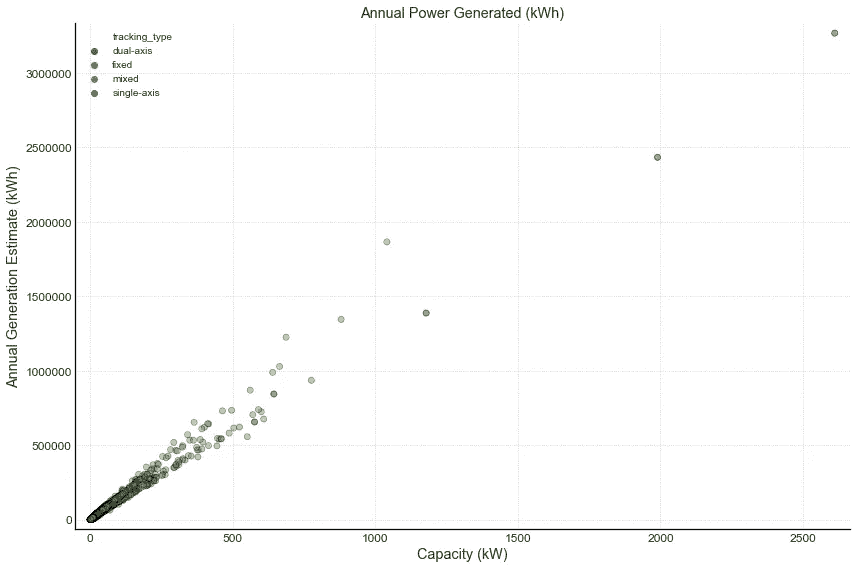 Annual Power Generated (kWh)
tracking_type
dual-axis
fixed
mixed
single-axis
Annual Generation Estimate (kWh)
3000000
2500000
2000000
1500000
1000000
500000
0
0 500 1000 1500 2000 2500
Capacity (kW)